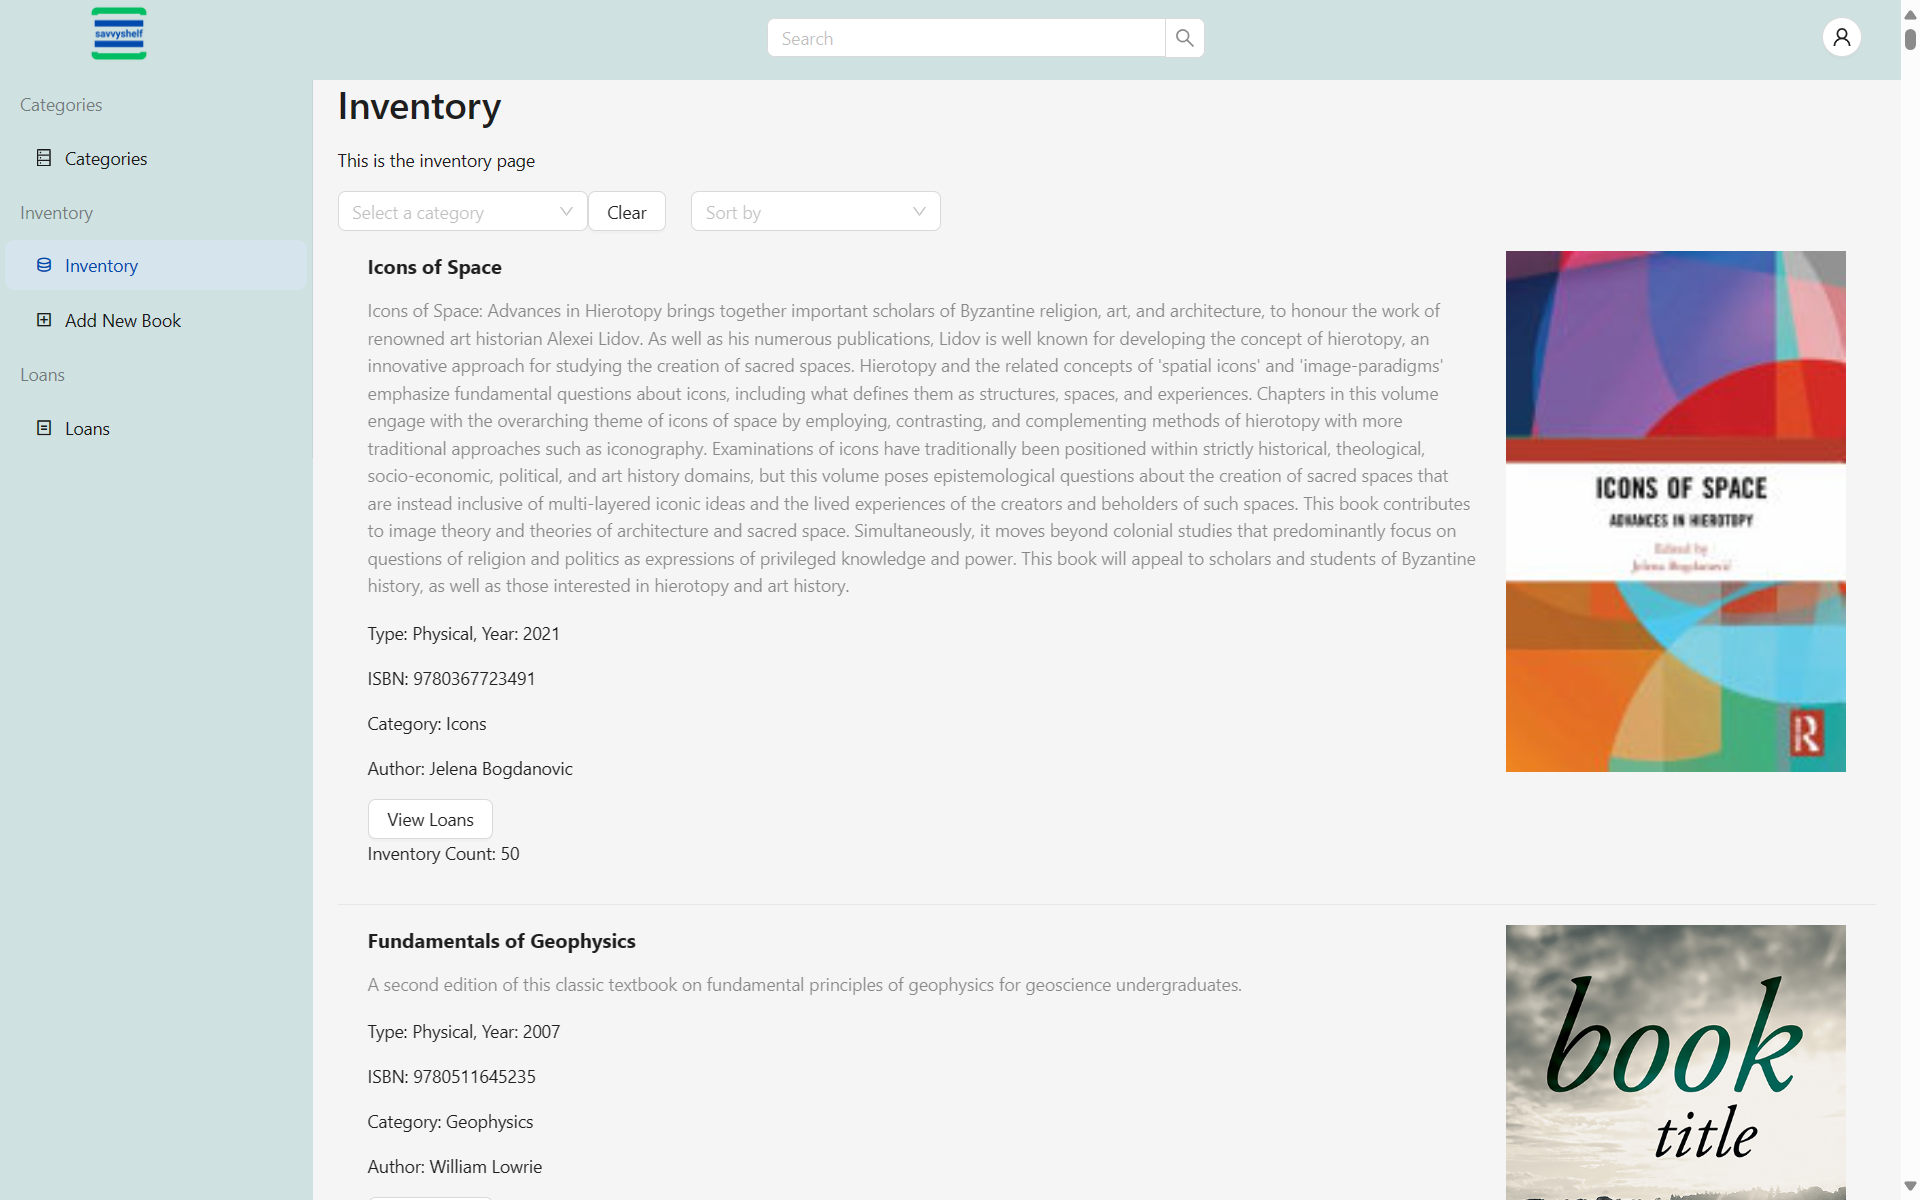 savvyshelf
Search
Categories
Categories
Inventory
Inventory
Add New Book
Loans
Loans
Inventory
This is the inventory page
Select a category
Clear
Sort by
Icons of Space
Icons of Space: Advances in Hierotopy brings together important scholars of Byzantine religion, art, and architecture, to honour the work of
renowned art historian Alexei Lidov. As well as his numerous publications, Lidov is well known for developing the concept of hierotopy, an
innovative approach for studying the creation of sacred spaces. Hierotopy and the related concepts of 'spatial icons' and 'image-paradigms'
emphasize fundamental questions about icons, including what defines them as structures, spaces, and experiences. Chapters in this volume
engage with the overarching theme of icons of space by employing, contrasting, and complementing methods of hierotopy with more
traditional approaches such as iconography. Examinations of icons have traditionally been positioned within strictly historical, theological,
socio-economic, political, and art history domains, but this volume poses epistemological questions about the creation of sacred spaces that
are instead inclusive of multi-layered iconic ideas and the lived experiences of the creators and beholders of such spaces. This book contributes
to image theory and theories of architecture and sacred space. Simultaneously, it moves beyond colonial studies that predominantly focus on
questions of religion and politics as expressions of privileged knowledge and power. This book will appeal to scholars and students of Byzantine
history, as well as those interested in hierotopy and art history.
Type: Physical, Year: 2021
ISBN: 9780367723491
Category: Icons
Author: Jelena Bogdanovic
View Loans
Inventory Count: 50
ICONS OF SPACE
ADVANCES IN HIEROTOPY
Edited by
Jelena Bogdanović
R
Fundamentals of Geophysics
A second edition of this classic textbook on fundamental principles of geophysics for geoscience undergraduates.
Type: Physical, Year: 2007
ISBN: 9780511645235
Category: Geophysics
Author: William Lowrie
book
title